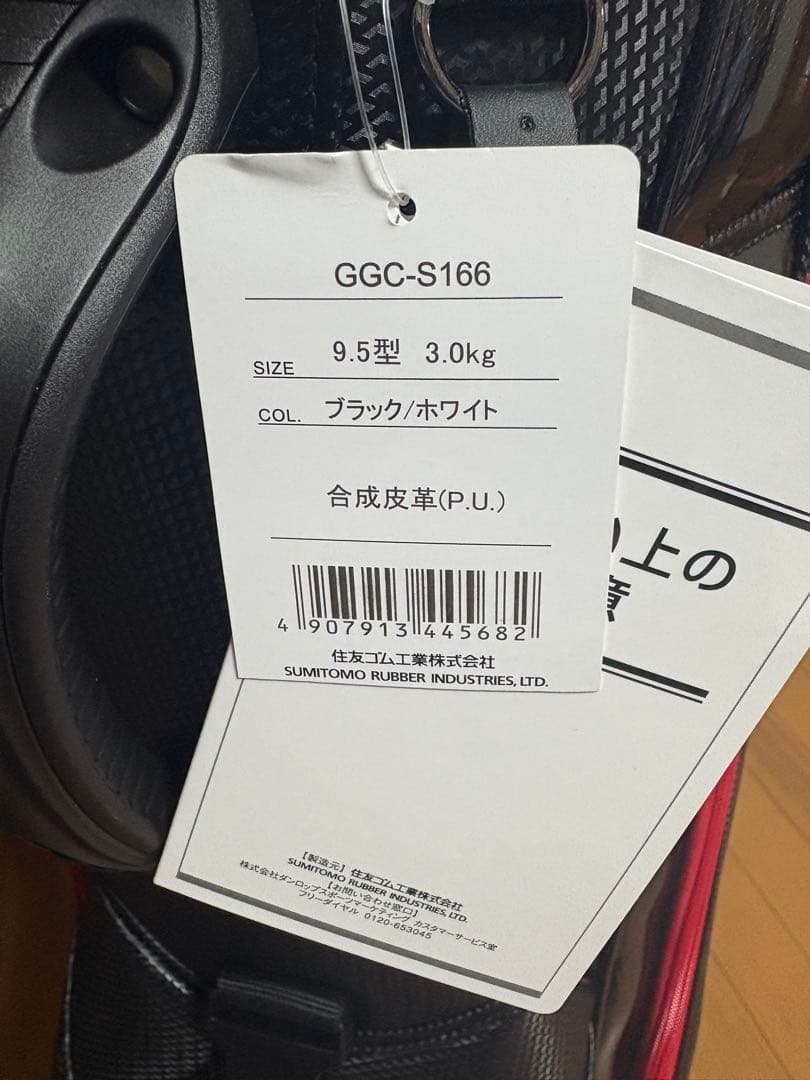 GGC-S166
SIZE 9.5型 3.0kg
COL. ブラック/ホワイト
合成皮革(P.U.)
4 907913 445682
住友ゴム工業株式会社
SUMITOMO RUBBER INDUSTRIES, LTD.
上の
【製造元】住友ゴム工業株式会社
SUMITOMO RUBBER INDUSTRIES, LTD.
【お問い合わせ窓口】
株式会社ダンロップスポーツマーケティング カスタマーサービス室
フリーダイヤル 0120-653045